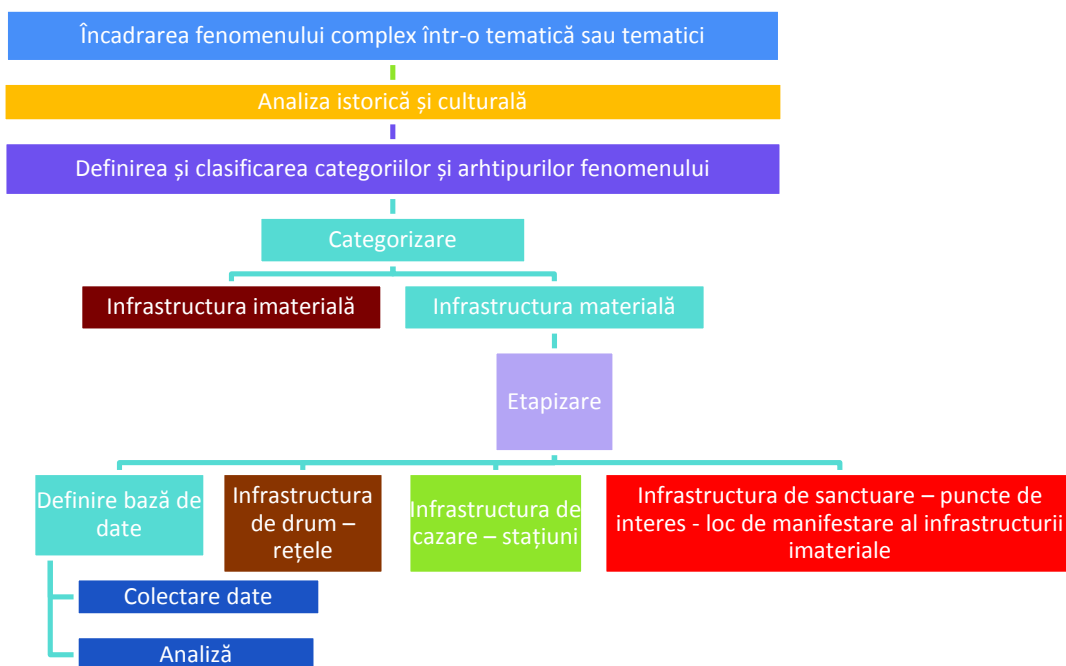 Încadrarea fenomenului complex într-o tematică sau tematici
Analiza istorică și culturală
Definirea și clasificarea categoriilor și arhtipurilor fenomenului
Categorizare
Infrastructura imaterială
Infrastructura materială
Etapizare
Definire bază de
date
Infrastructura
de drum –
rețele
Infrastructura de
cazare – stațiuni
Infrastructura de sanctuare – puncte de
interes - loc de manifestare al infrastructurii
imateriale
Colectare date
Analiză